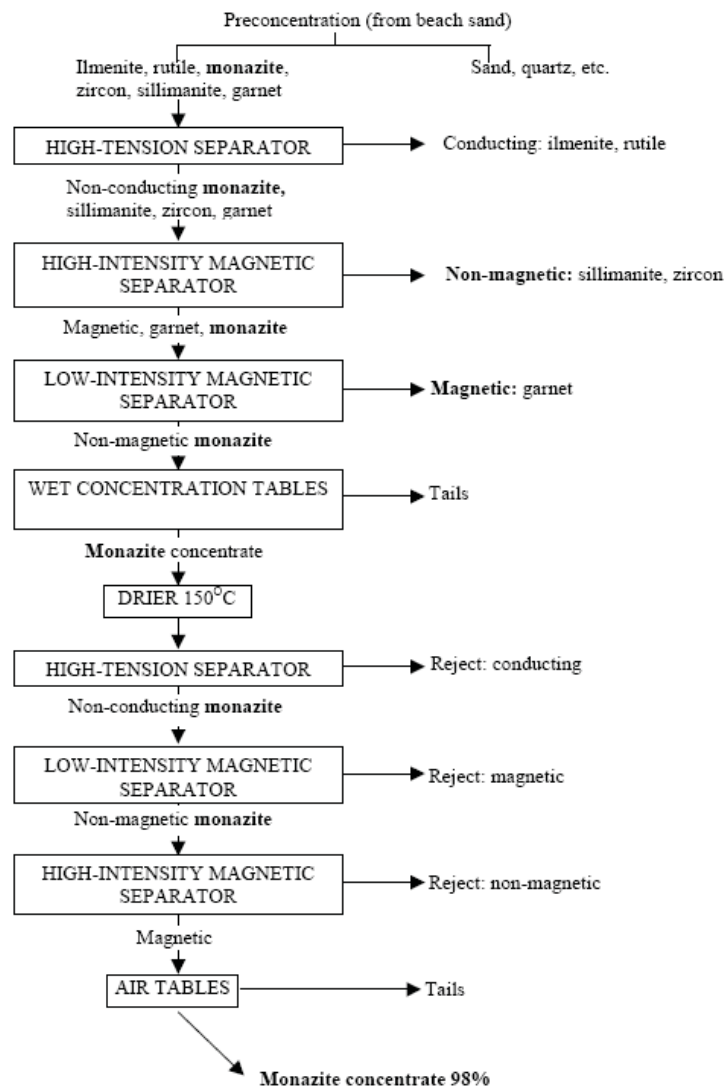 Preconcentration (from beach sand)
Ilmenite, rutile, monazite,
zircon, sillimanite, garnet
Sand, quartz, etc.
HIGH-TENSION SEPARATOR
Conducting: ilmenite, rutile
Non-conducting monazite,
sillimanite, zircon, garnet
HIGH-INTENSITY MAGNETIC
SEPARATOR
Non-magnetic: sillimanite, zircon
Magnetic, garnet, monazite
LOW-INTENSITY MAGNETIC
SEPARATOR
Magnetic: garnet
Non-magnetic monazite
WET CONCENTRATION TABLES
Tails
Monazite concentrate
DRIER 150°C
HIGH-TENSION SEPARATOR
Reject: conducting
Non-conducting monazite
LOW-INTENSITY MAGNETIC
SEPARATOR
Reject: magnetic
Non-magnetic monazite
HIGH-INTENSITY MAGNETIC
SEPARATOR
Reject: non-magnetic
Magnetic
AIR TABLES
Tails
Monazite concentrate 98%